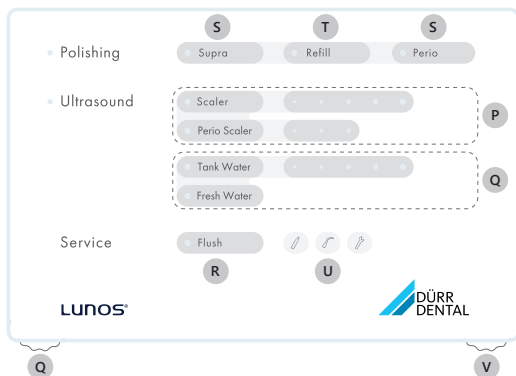 S T S
Polishing Supra Refill Perio
Ultrasound Scaler
P
Perio Scaler
Tank Water
Q
Fresh Water
Service Flush
R U
LUNOS®
DÜRR
DENTAL
Q V